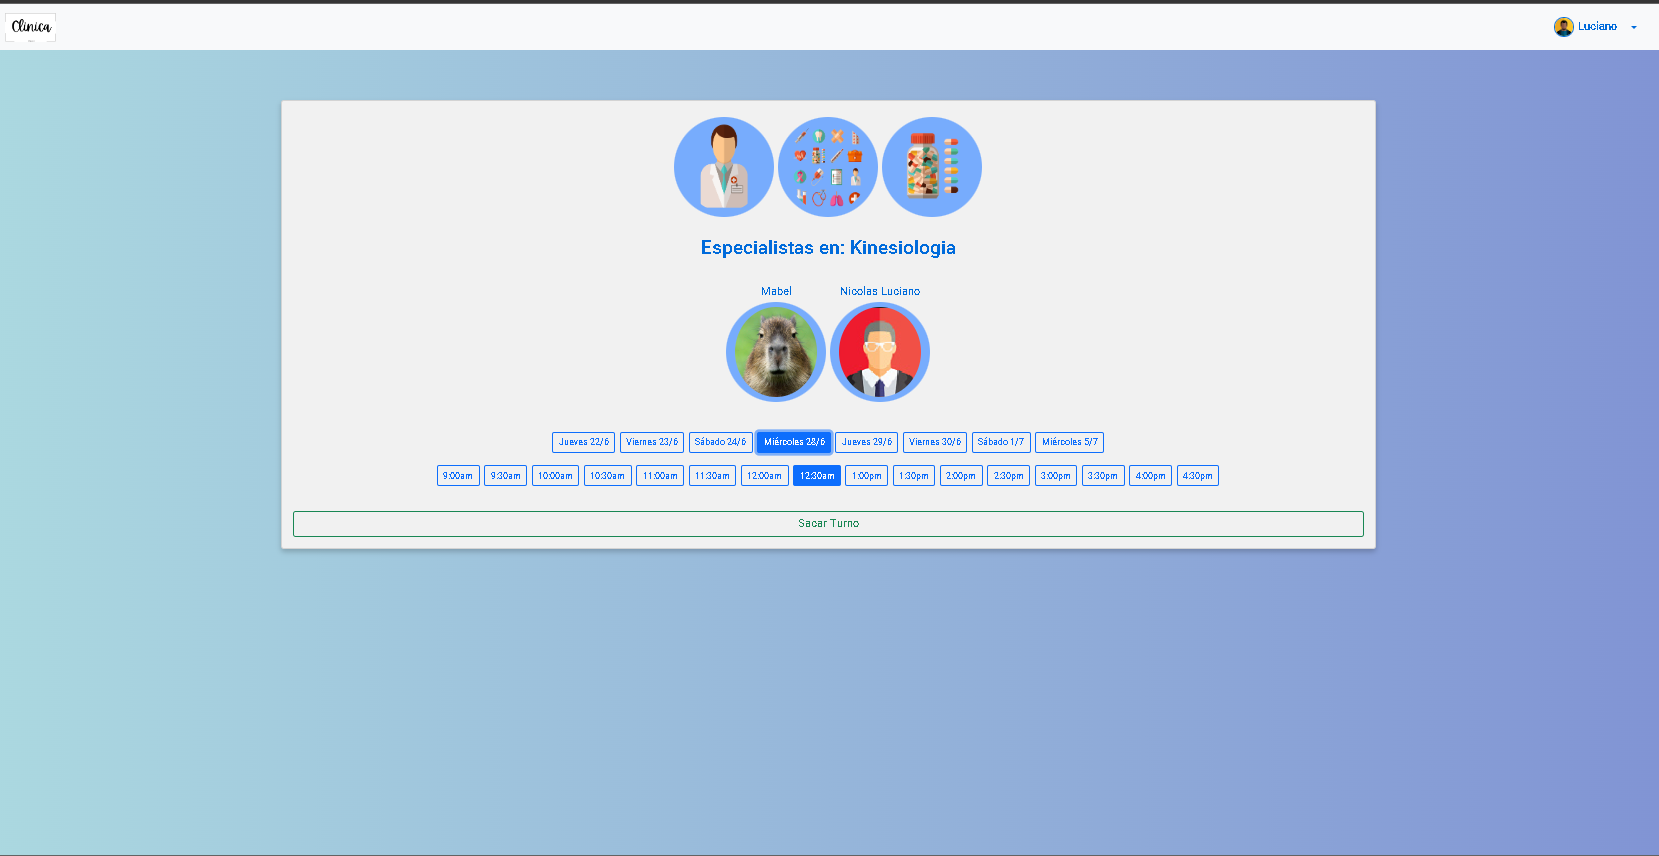 Clínica
Luciano
Especialistas en: Kinesiologia
Mabel Nicolas Luciano
Jueves 22/6 Viernes 23/6 Sábado 24/6 Miércoles 28/6 Jueves 29/6 Viernes 30/6 Sábado 1/7 Miércoles 5/7
9:00am 9:30am 10:00am 10:30am 11:00am 11:30am 12:00am 12:30am 1:00pm 1:30pm 2:00pm 2:30pm 3:00pm 3:30pm 4:00pm 4:30pm
Sacar Turno